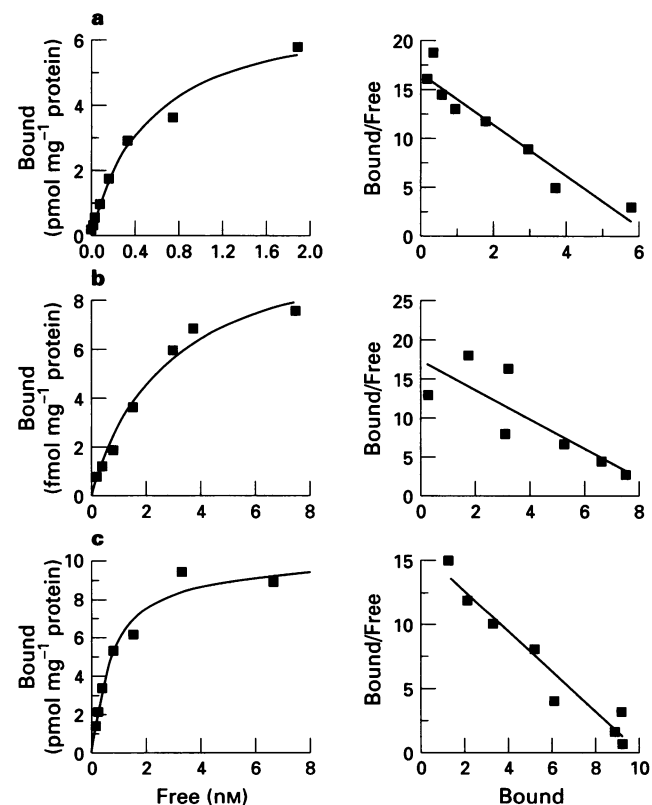 a
Bound
(pmol mg⁻¹ protein)
6
4
2
0
0.0 0.4 0.8 1.2 1.6 2.0
Bound/Free
20
15
10
5
0
0 2 4 6
b
Bound
(fmol mg⁻¹ protein)
8
6
4
2
0
0 2 4 6 8
Bound/Free
25
20
15
10
5
0
0 2 4 6 8
c
Bound
(pmol mg⁻¹ protein)
10
8
6
4
2
0
0 2 4 6 8
Free (nM)
Bound/Free
15
10
5
0
0 2 4 6 8 10
Bound